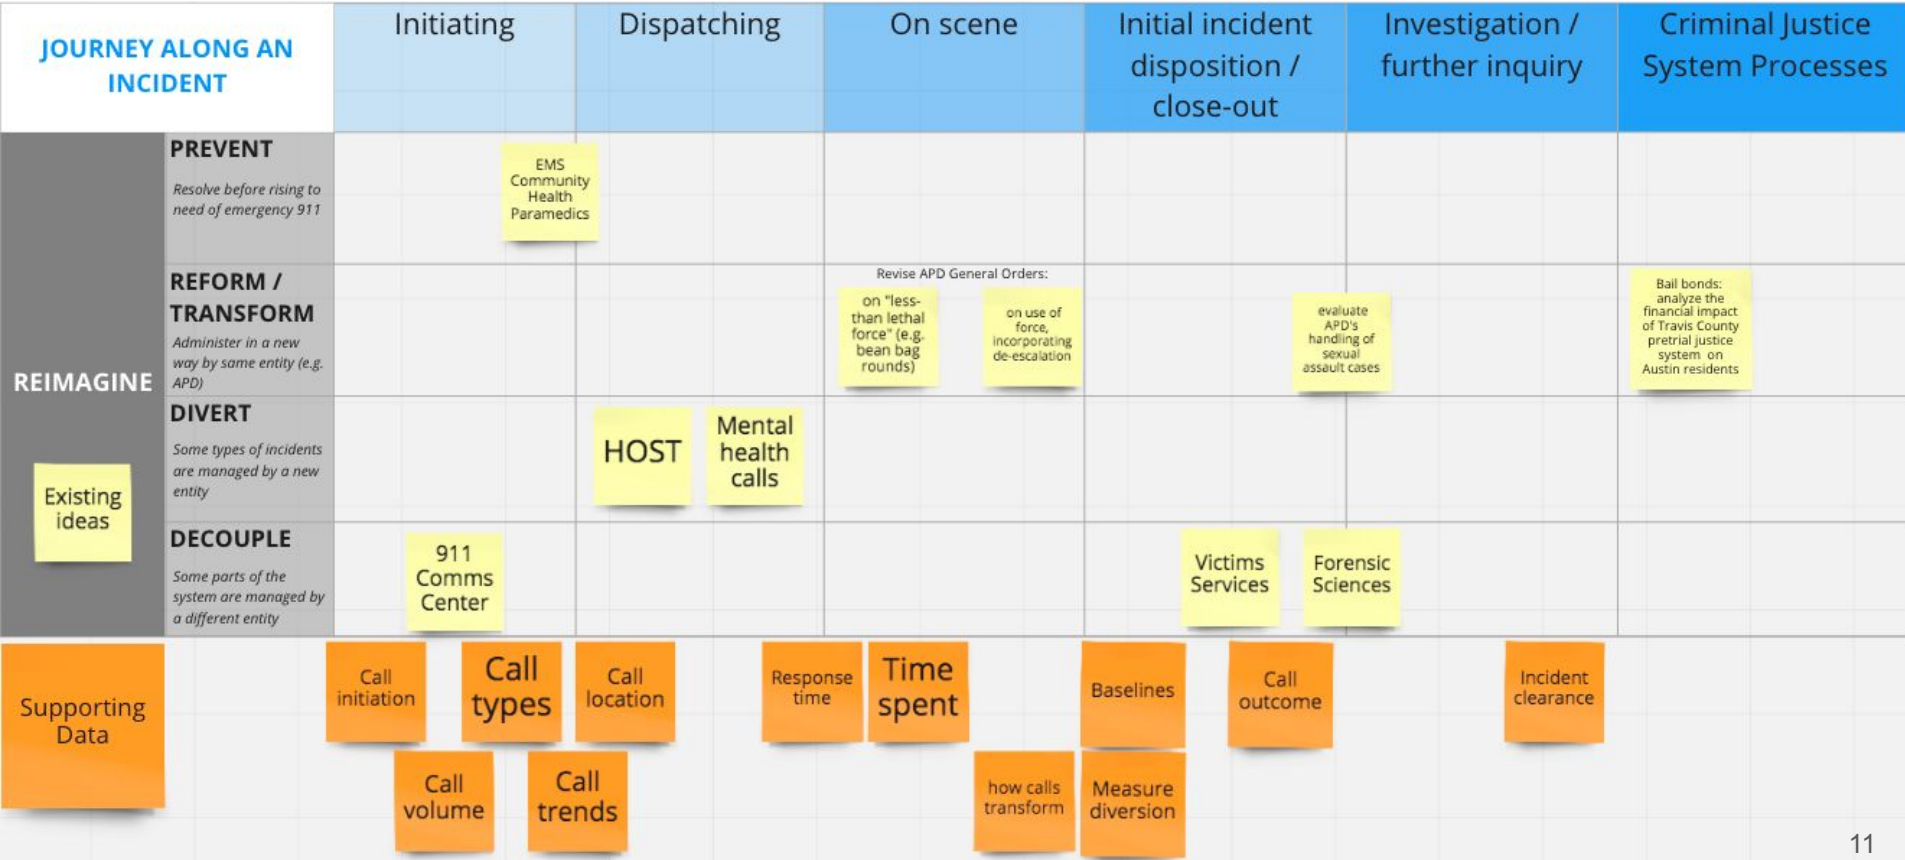 JOURNEY ALONG AN
INCIDENT
Initiating
Dispatching
On scene
Initial incident
disposition /
close-out
Investigation /
further inquiry
Criminal Justice
System Processes
REIMAGINE
Existing
ideas
PREVENT
Resolve before rising to
need of emergency 911
EMS
Community
Health
Paramedics
REFORM /
TRANSFORM
Administer in a new
way by same entity (e.g.
APD)
Revise APD General Orders:
on "less-
than lethal
force" (e.g.
bean bag
rounds)
on use of
force,
incorporating
de-escalation
evaluate
APD's
handling of
sexual
assault cases
Bail bonds:
analyze the
financial impact
of Travis County
pretrial justice
system on
Austin residents
DIVERT
Some types of incidents
are managed by a new
entity
HOST
Mental
health
calls
DECOUPLE
Some parts of the
system are managed by
a different entity
911
Comms
Center
Victims
Services
Forensic
Sciences
Supporting
Data
Call
initiation
Call
types
Call
location
Response
time
Time
spent
Baselines
Call
outcome
Incident
clearance
Call
volume
Call
trends
how calls
transform
Measure
diversion
11